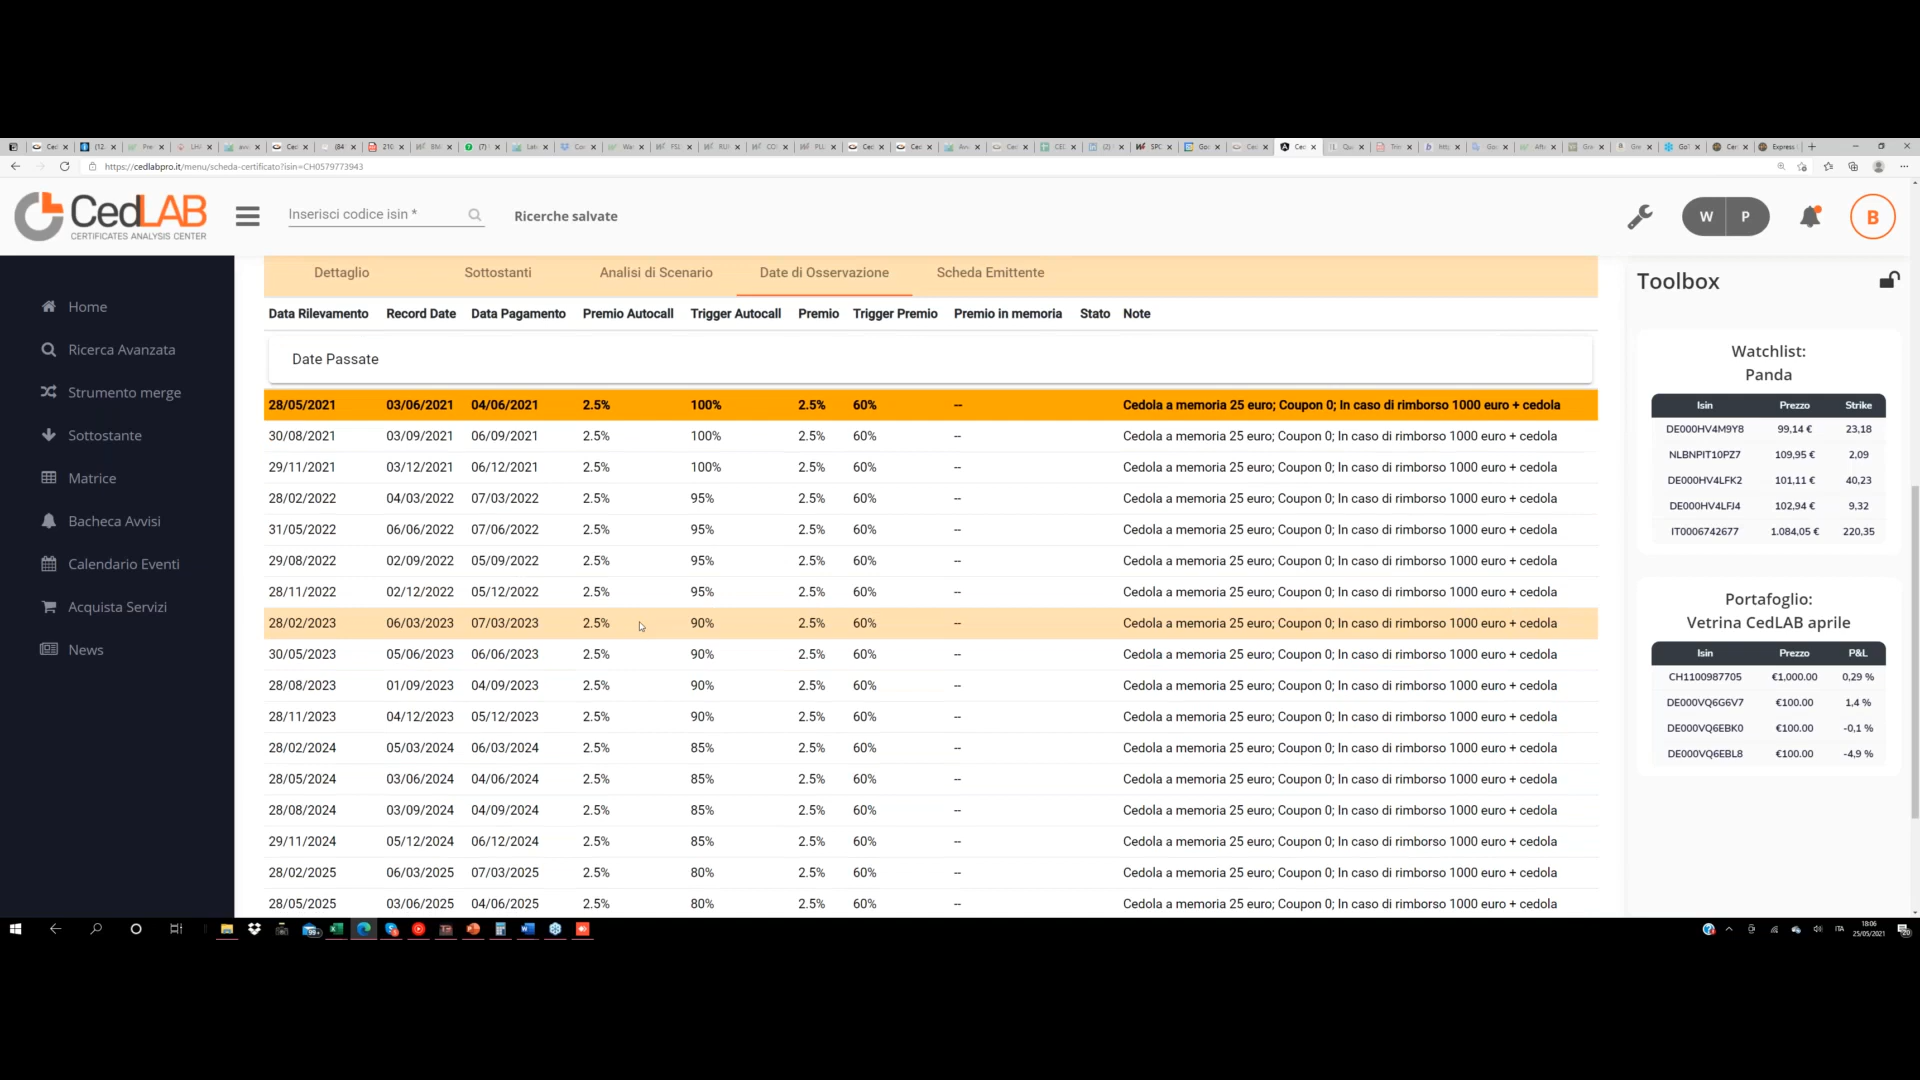 https://cedlabpro.it/menu/scheda-certificato?isin=CH0579773943
CedLAB
CERTIFICATES ANALYSIS CENTER
Inserisci codice isin *
Ricerche salvate
W P
B
Home
Ricerca Avanzata
Strumento merge
Sottostante
Matrice
Bacheca Avvisi
Calendario Eventi
Acquista Servizi
News
Dettaglio Sottostanti Analisi di Scenario Date di Osservazione Scheda Emittente
Data Rilevamento Record Date Data Pagamento Premio Autocall Trigger Autocall Premio Trigger Premio Premio in memoria Stato Note
Date Passate
28/05/2021 03/06/2021 04/06/2021 2.5% 100% 2.5% 60% -- Cedola a memoria 25 euro; Coupon 0; In caso di rimborso 1000 euro + cedola
30/08/2021 03/09/2021 06/09/2021 2.5% 100% 2.5% 60% -- Cedola a memoria 25 euro; Coupon 0; In caso di rimborso 1000 euro + cedola
29/11/2021 03/12/2021 06/12/2021 2.5% 100% 2.5% 60% -- Cedola a memoria 25 euro; Coupon 0; In caso di rimborso 1000 euro + cedola
28/02/2022 04/03/2022 07/03/2022 2.5% 95% 2.5% 60% -- Cedola a memoria 25 euro; Coupon 0; In caso di rimborso 1000 euro + cedola
31/05/2022 06/06/2022 07/06/2022 2.5% 95% 2.5% 60% -- Cedola a memoria 25 euro; Coupon 0; In caso di rimborso 1000 euro + cedola
29/08/2022 02/09/2022 05/09/2022 2.5% 95% 2.5% 60% -- Cedola a memoria 25 euro; Coupon 0; In caso di rimborso 1000 euro + cedola
28/11/2022 02/12/2022 05/12/2022 2.5% 95% 2.5% 60% -- Cedola a memoria 25 euro; Coupon 0; In caso di rimborso 1000 euro + cedola
28/02/2023 06/03/2023 07/03/2023 2.5% 90% 2.5% 60% -- Cedola a memoria 25 euro; Coupon 0; In caso di rimborso 1000 euro + cedola
30/05/2023 05/06/2023 06/06/2023 2.5% 90% 2.5% 60% -- Cedola a memoria 25 euro; Coupon 0; In caso di rimborso 1000 euro + cedola
28/08/2023 01/09/2023 04/09/2023 2.5% 90% 2.5% 60% -- Cedola a memoria 25 euro; Coupon 0; In caso di rimborso 1000 euro + cedola
28/11/2023 04/12/2023 05/12/2023 2.5% 90% 2.5% 60% -- Cedola a memoria 25 euro; Coupon 0; In caso di rimborso 1000 euro + cedola
28/02/2024 05/03/2024 06/03/2024 2.5% 85% 2.5% 60% -- Cedola a memoria 25 euro; Coupon 0; In caso di rimborso 1000 euro + cedola
28/05/2024 03/06/2024 04/06/2024 2.5% 85% 2.5% 60% -- Cedola a memoria 25 euro; Coupon 0; In caso di rimborso 1000 euro + cedola
28/08/2024 03/09/2024 04/09/2024 2.5% 85% 2.5% 60% -- Cedola a memoria 25 euro; Coupon 0; In caso di rimborso 1000 euro + cedola
29/11/2024 05/12/2024 06/12/2024 2.5% 85% 2.5% 60% -- Cedola a memoria 25 euro; Coupon 0; In caso di rimborso 1000 euro + cedola
28/02/2025 06/03/2025 07/03/2025 2.5% 80% 2.5% 60% -- Cedola a memoria 25 euro; Coupon 0; In caso di rimborso 1000 euro + cedola
28/05/2025 03/06/2025 04/06/2025 2.5% 80% 2.5% 60% -- Cedola a memoria 25 euro; Coupon 0; In caso di rimborso 1000 euro + cedola
Toolbox
Watchlist:
Panda
Isin Prezzo Strike
DE000HV4M9Y8 99,14 € 23,18
NLBNPIT10PZ7 109,95 € 2,09
DE000HV4LFK2 101,11 € 40,23
DE000HV4LFJ4 102,94 € 9,32
IT0006742677 1.084,05 € 220,35
Portafoglio:
Vetrina CedLAB aprile
Isin Prezzo P&L
CH1100987705 €1,000.00 0,29 %
DE000VQ6G6V7 €100.00 1,4 %
DE000VQ6EBK0 €100.00 -0,1 %
DE000VQ6EBL8 €100.00 -4,9 %
ITA
18:06
25/05/2021